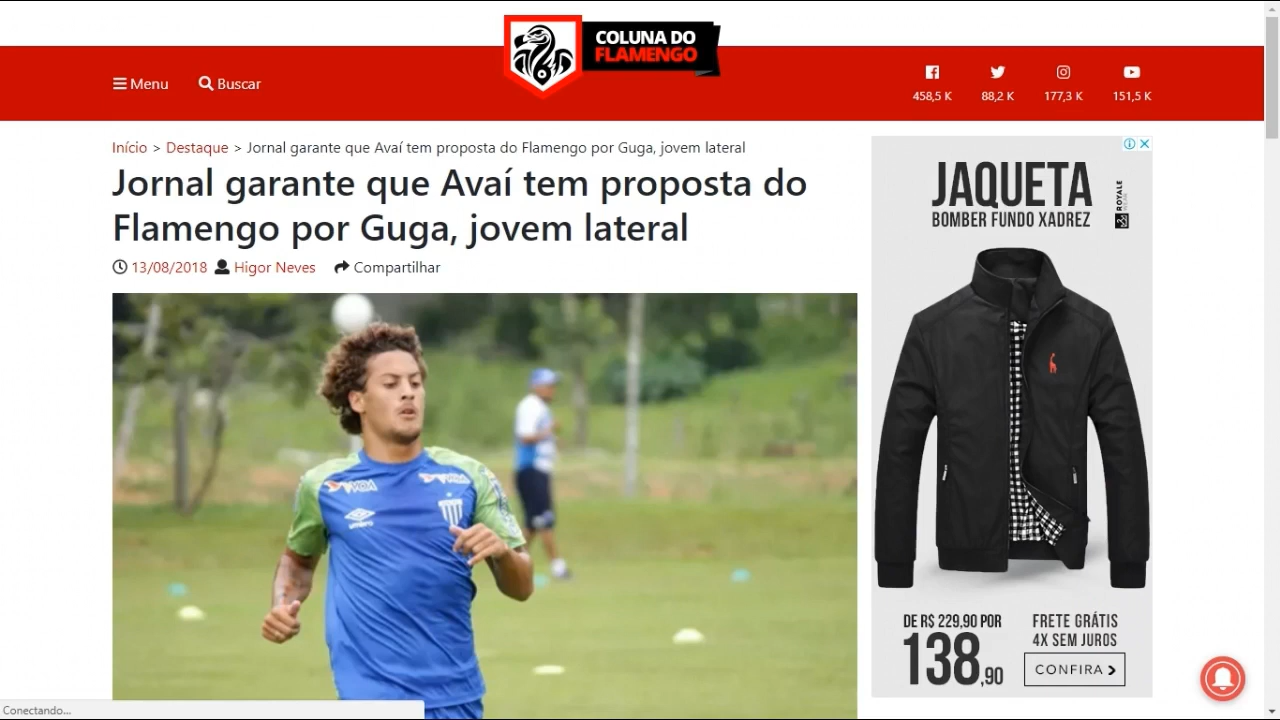 COLUNA DO
FLAMENGO
Menu
Buscar
458,5 K
88,2 K
177,3 K
151,5 K
Início > Destaque > Jornal garante que Avaí tem proposta do Flamengo por Guga, jovem lateral
Jornal garante que Avaí tem proposta do
Flamengo por Guga, jovem lateral
13/08/2018 Higor Neves Compartilhar
umbro
JAQUETA
BOMBER FUNDO XADREZ
ROYALE
DE R$ 229,90 POR
138,90
FRETE GRÁTIS
4X SEM JUROS
CONFIRA
Conectando...